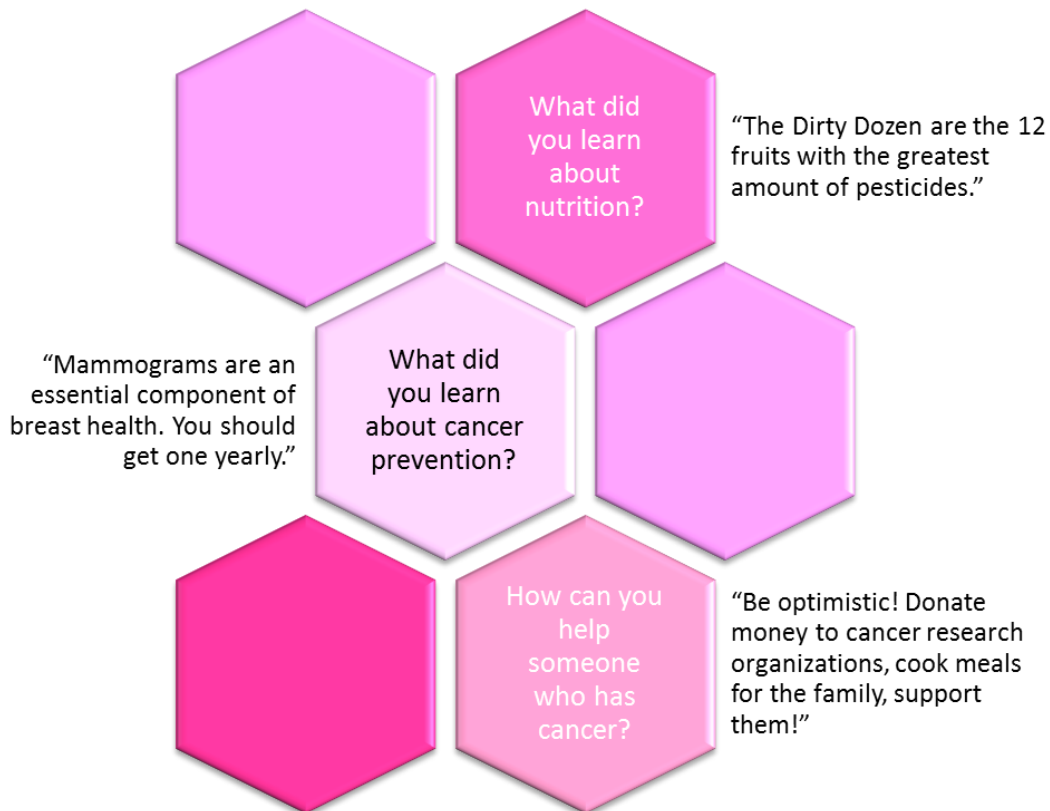 What did
you learn
about
nutrition?
“The Dirty Dozen are the 12
fruits with the greatest
amount of pesticides.”
“Mammograms are an
essential component of
breast health. You should
get one yearly.”
What did
you learn
about cancer
prevention?
How can you
help
someone
who has
cancer?
“Be optimistic! Donate
money to cancer research
organizations, cook meals
for the family, support
them!”